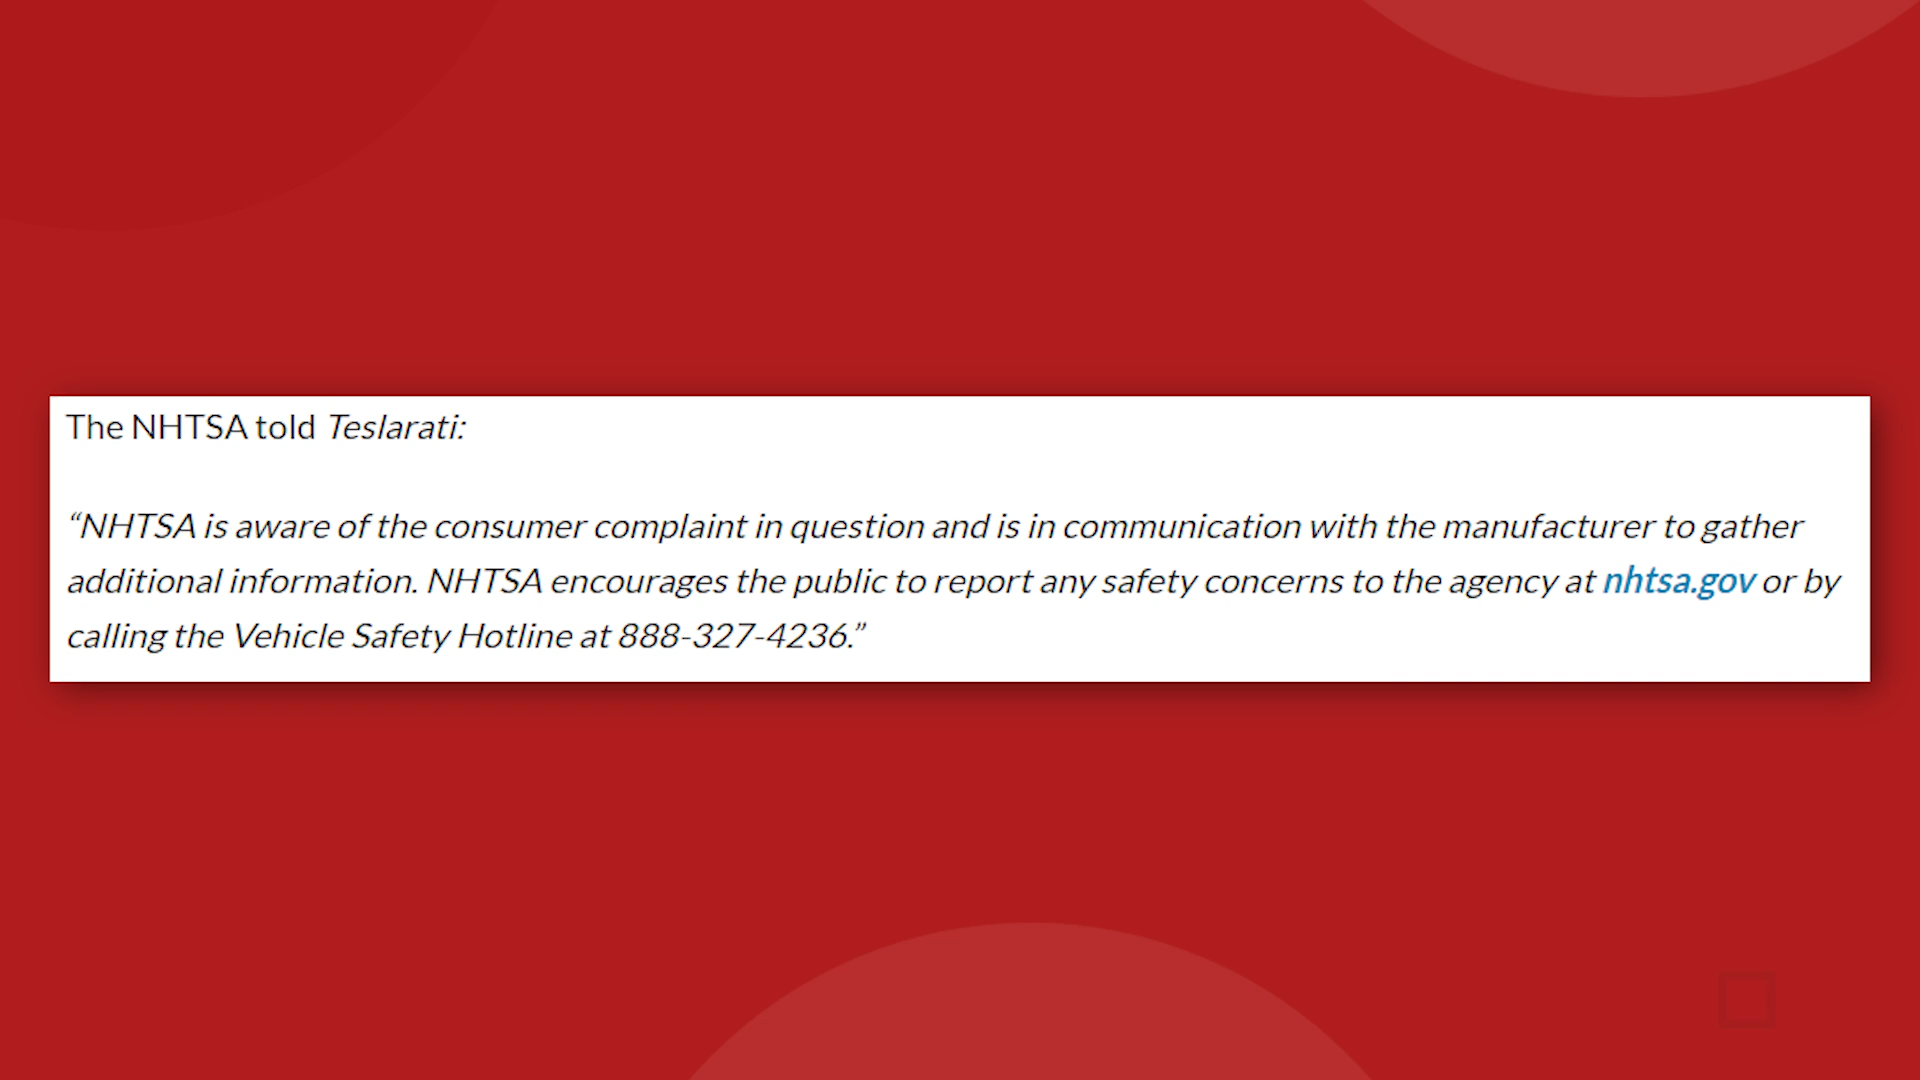 The NHTSA told Teslarati:
“NHTSA is aware of the consumer complaint in question and is in communication with the manufacturer to gather
additional information. NHTSA encourages the public to report any safety concerns to the agency at nhtsa.gov or by
calling the Vehicle Safety Hotline at 888-327-4236.”